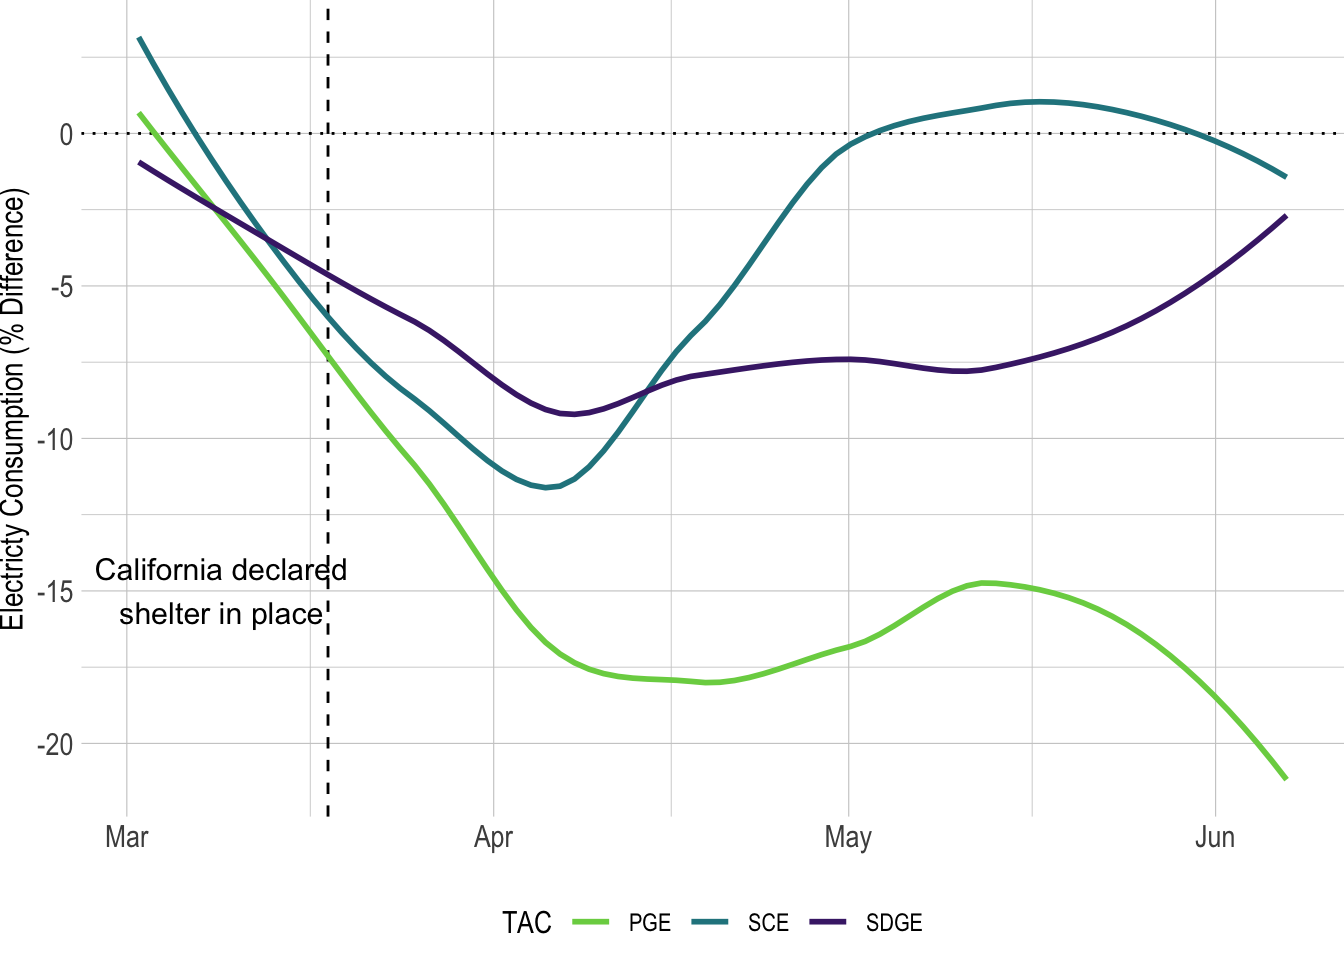 Electricty Consumption (% Difference)
0
-5
-10
-15
-20
California declared
shelter in place
Mar Apr May Jun
TAC PGE SCE SDGE